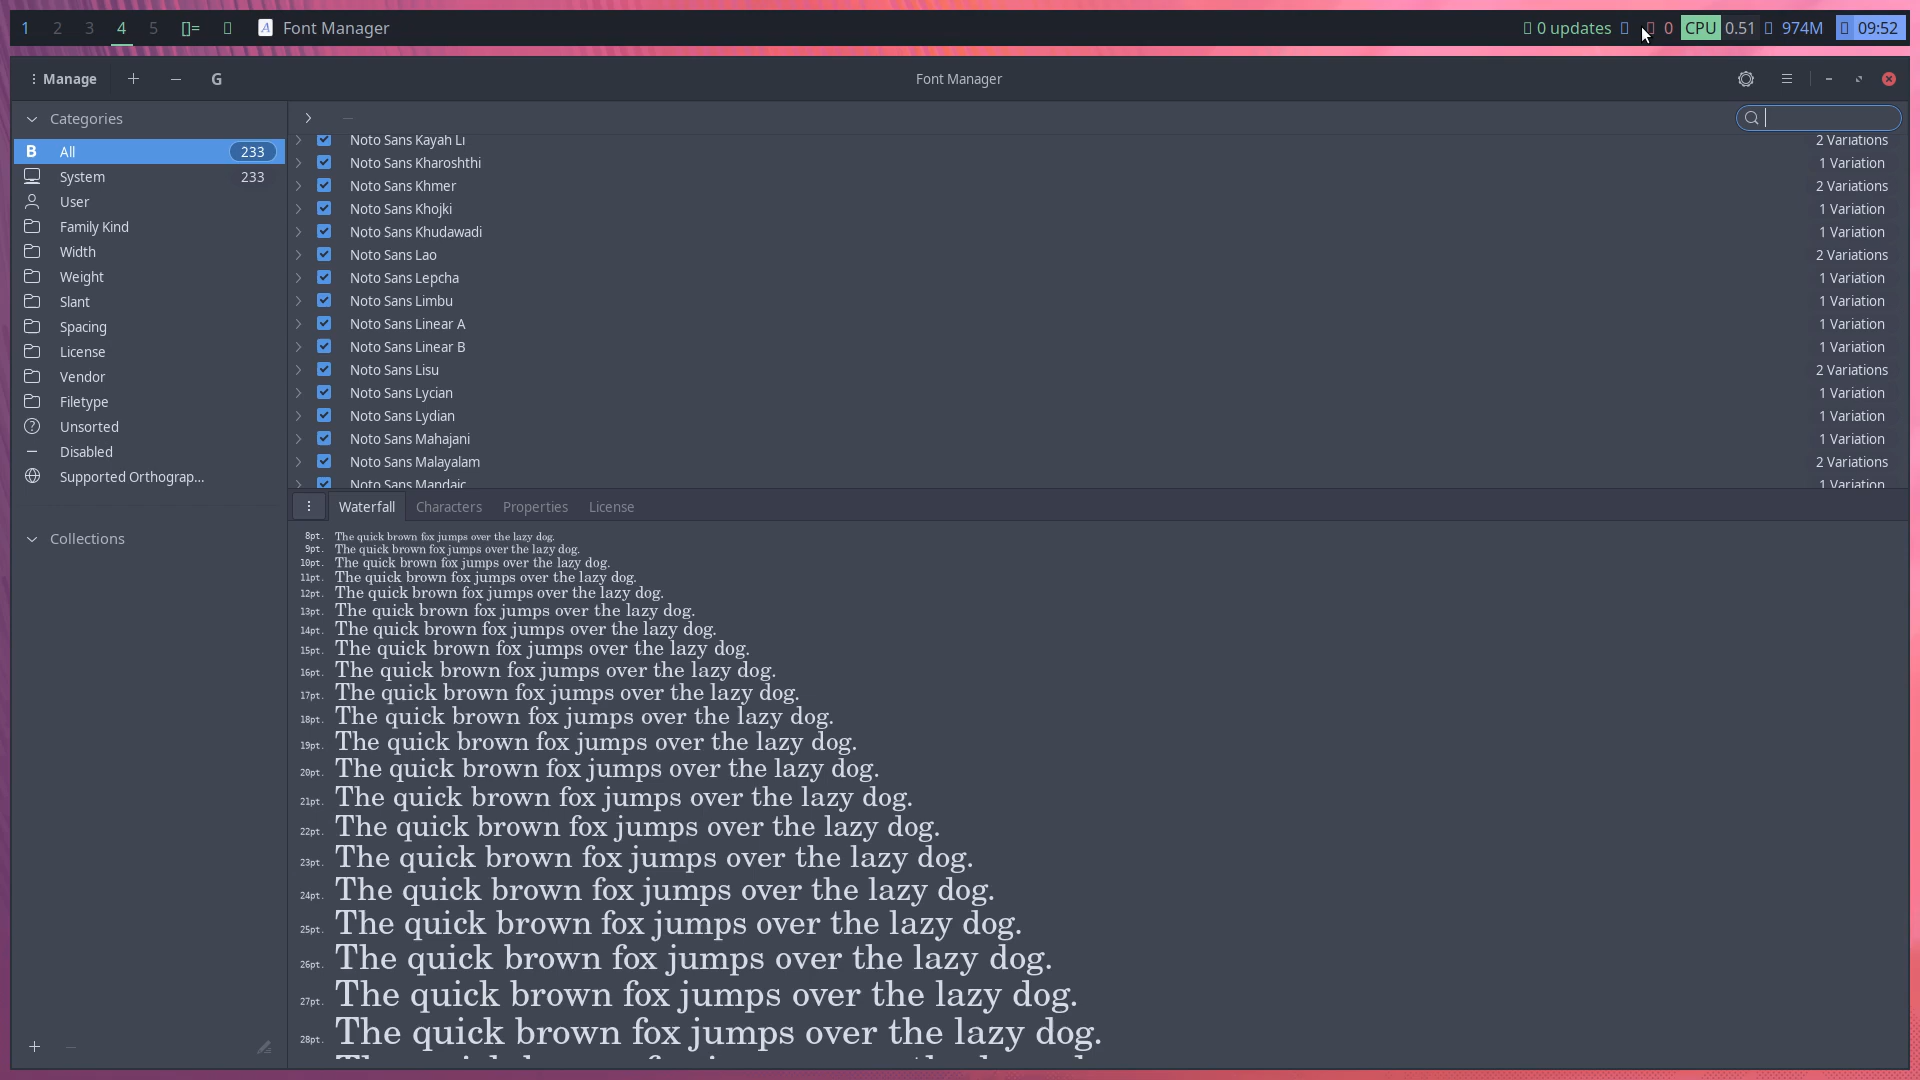 1 2 3 4 5 []= Font Manager 0 updates 0 CPU 0.51 974M 09:52
Manage + − G Font Manager
Categories
All 233
System 233
User
Family Kind
Width
Weight
Slant
Spacing
License
Vendor
Filetype
Unsorted
Disabled
Supported Orthograp...
Collections
Noto Sans Kayah Li 2 Variations
Noto Sans Kharoshthi 1 Variation
Noto Sans Khmer 2 Variations
Noto Sans Khojki 1 Variation
Noto Sans Khudawadi 1 Variation
Noto Sans Lao 2 Variations
Noto Sans Lepcha 1 Variation
Noto Sans Limbu 1 Variation
Noto Sans Linear A 1 Variation
Noto Sans Linear B 1 Variation
Noto Sans Lisu 2 Variations
Noto Sans Lycian 1 Variation
Noto Sans Lydian 1 Variation
Noto Sans Mahajani 1 Variation
Noto Sans Malayalam 2 Variations
Noto Sans Mandaic 1 Variation
Waterfall Characters Properties License
8pt. The quick brown fox jumps over the lazy dog.
9pt. The quick brown fox jumps over the lazy dog.
10pt. The quick brown fox jumps over the lazy dog.
11pt. The quick brown fox jumps over the lazy dog.
12pt. The quick brown fox jumps over the lazy dog.
13pt. The quick brown fox jumps over the lazy dog.
14pt. The quick brown fox jumps over the lazy dog.
15pt. The quick brown fox jumps over the lazy dog.
16pt. The quick brown fox jumps over the lazy dog.
17pt. The quick brown fox jumps over the lazy dog.
18pt. The quick brown fox jumps over the lazy dog.
19pt. The quick brown fox jumps over the lazy dog.
20pt. The quick brown fox jumps over the lazy dog.
21pt. The quick brown fox jumps over the lazy dog.
22pt. The quick brown fox jumps over the lazy dog.
23pt. The quick brown fox jumps over the lazy dog.
24pt. The quick brown fox jumps over the lazy dog.
25pt. The quick brown fox jumps over the lazy dog.
26pt. The quick brown fox jumps over the lazy dog.
27pt. The quick brown fox jumps over the lazy dog.
28pt. The quick brown fox jumps over the lazy dog.